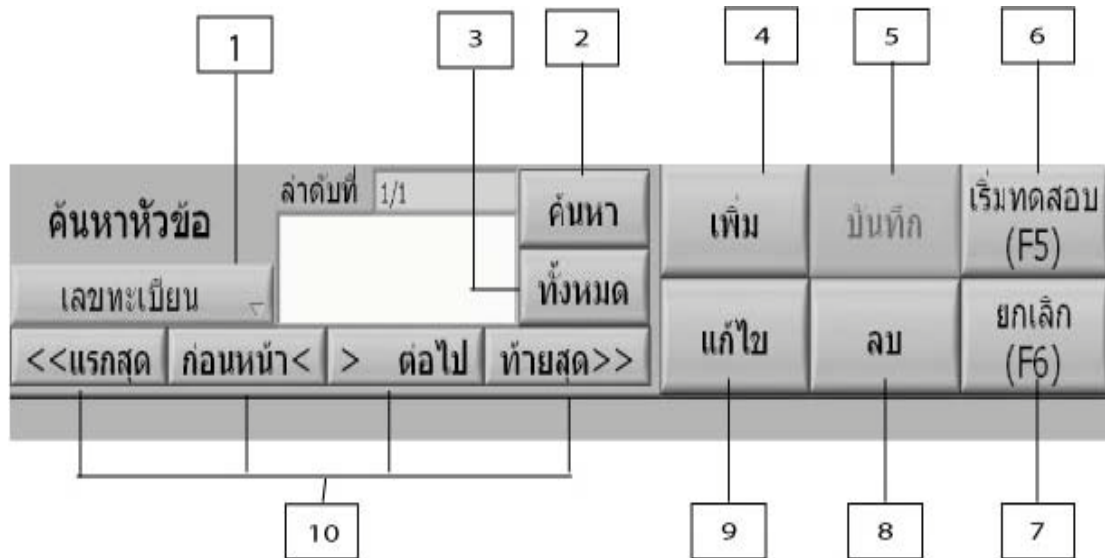 1
3
2
4
5
6
ค้นหาหัวข้อ
ลำดับที่ 1/1
ค้นหา
เพิ่ม
บันทึก
เริ่มทดสอบ
(F5)
เลขทะเบียน
ทั้งหมด
แก้ไข
ลบ
ยกเลิก
(F6)
<<แรกสุด ก่อนหน้า< > ต่อไป ท้ายสุด>>
10
9
8
7